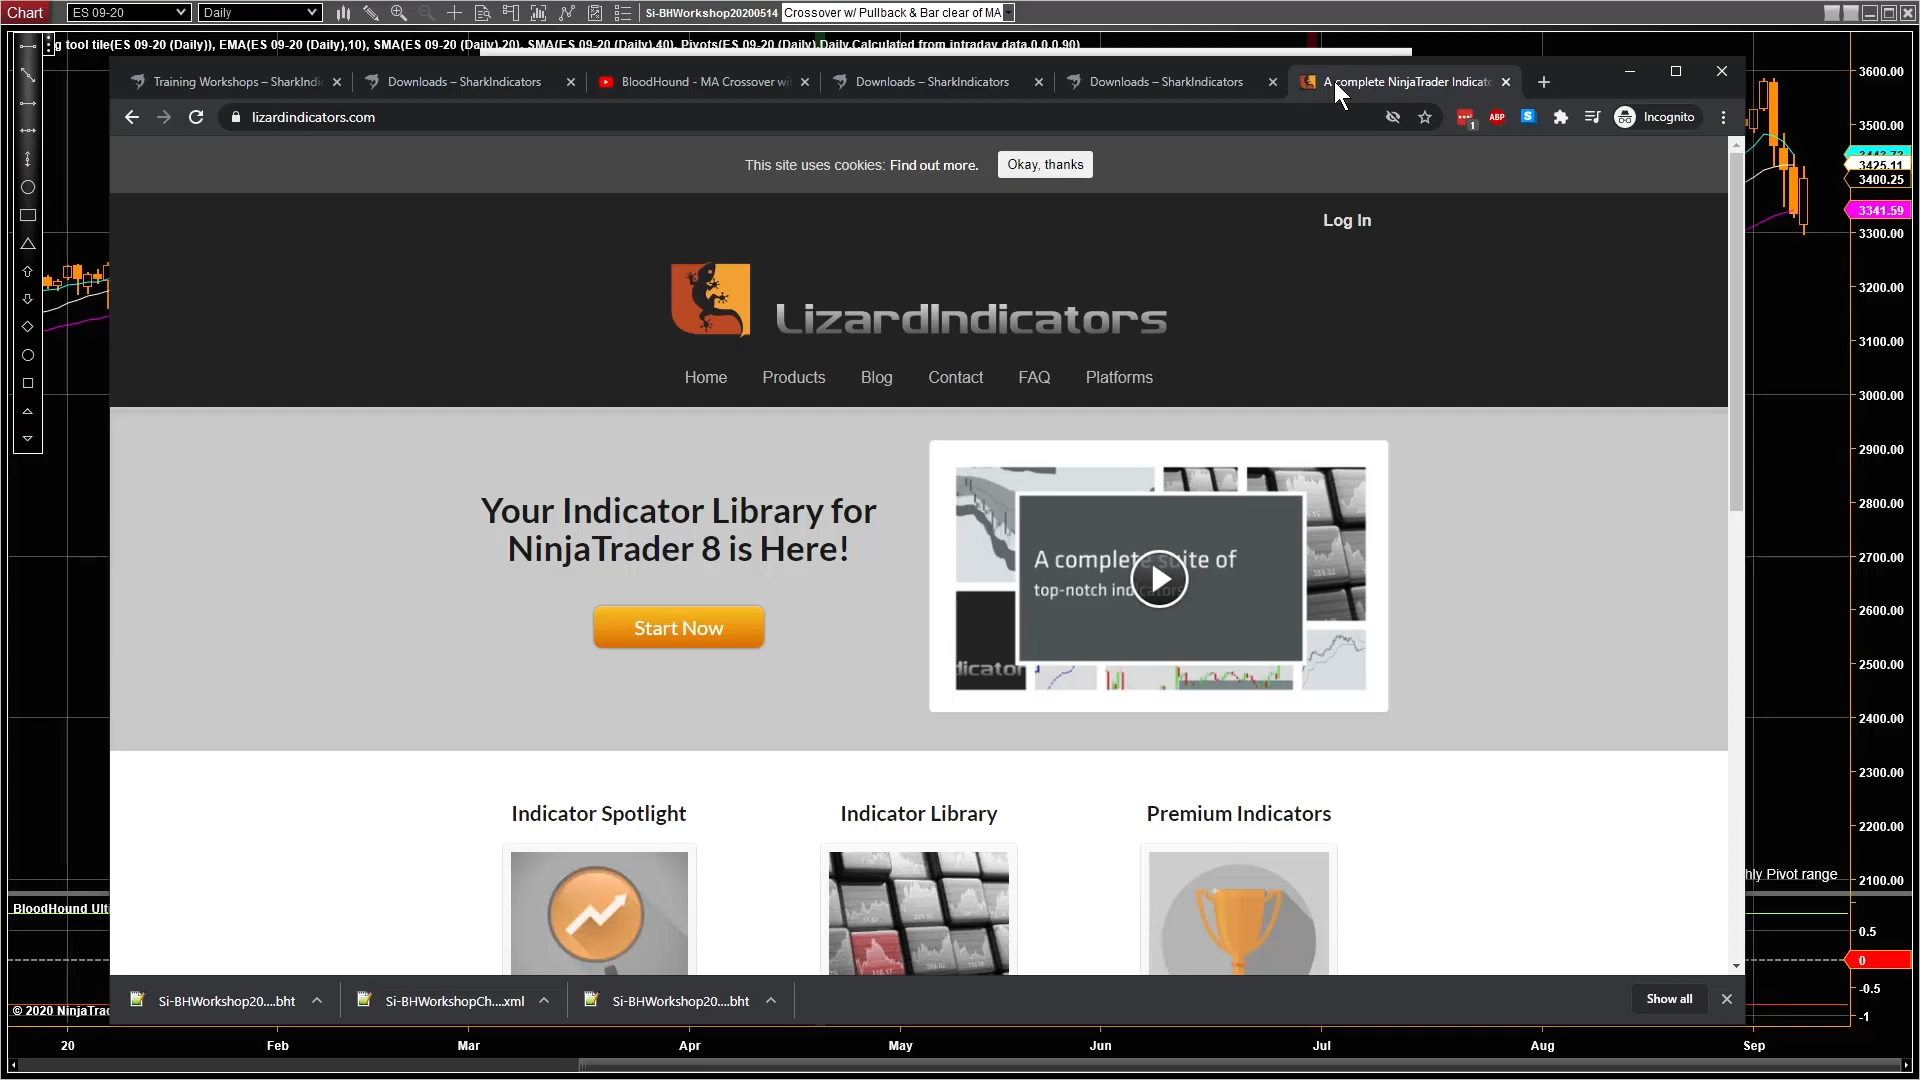 Chart
ES 09-20
Daily
Si-BHWorkshop20200514
Crossover w/ Pullback & Bar clear of MA
g tool tile(ES 09-20 (Daily)), EMA(ES 09-20 (Daily),10), SMA(ES 09-20 (Daily),20), SMA(ES 09-20 (Daily),40), Pivots(ES 09-20 (Daily),Daily,Calculated from intraday data,0,0,0,90)
Training Workshops – SharkIndi
Downloads – SharkIndicators
BloodHound - MA Crossover wi
Downloads – SharkIndicators
Downloads – SharkIndicators
A complete NinjaTrader Indicato
lizardindicators.com
1
ABP
S
Incognito
This site uses cookies: Find out more.
Okay, thanks
Log In
LizardIndicators
Home
Products
Blog
Contact
FAQ
Platforms
Your Indicator Library for
NinjaTrader 8 is Here!
Start Now
A complete suite of
top-notch indicators
dicator
Indicator Spotlight
Indicator Library
Premium Indicators
Si-BHWorkshop20....bht
Si-BHWorkshopCh....xml
Si-BHWorkshop20....bht
Show all
3600.00
3500.00
3425.11
3400.25
3341.59
3300.00
3200.00
3100.00
3000.00
2900.00
2800.00
2700.00
2600.00
2500.00
2400.00
2300.00
2200.00
2100.00
hly Pivot range
BloodHound Ulti
0.5
0
-0.5
-1
© 2020 NinjaTrad
20
Feb
Mar
Apr
May
Jun
Jul
Aug
Sep